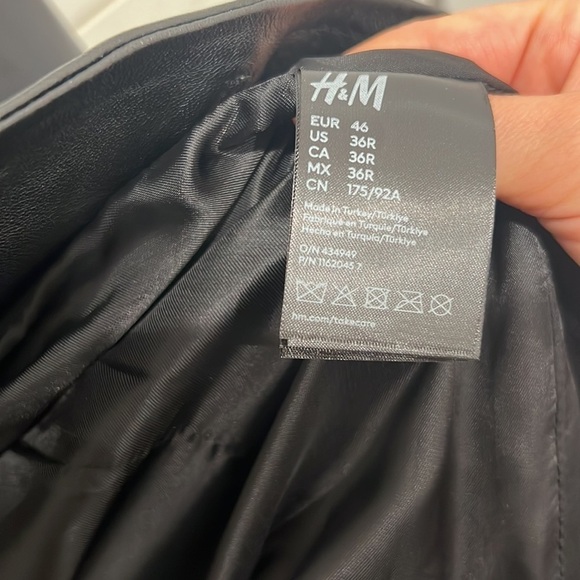 H&M
EUR 46
US 36R
CA 36R
MX 36R
CN 175/92A
Made in Turkey/Türkiye
Fabriqué en Turquie/Türkiye
Hecho en Turquía/Türkiye
O/N 434949
P/N 1162045 7
hm.com/takecare